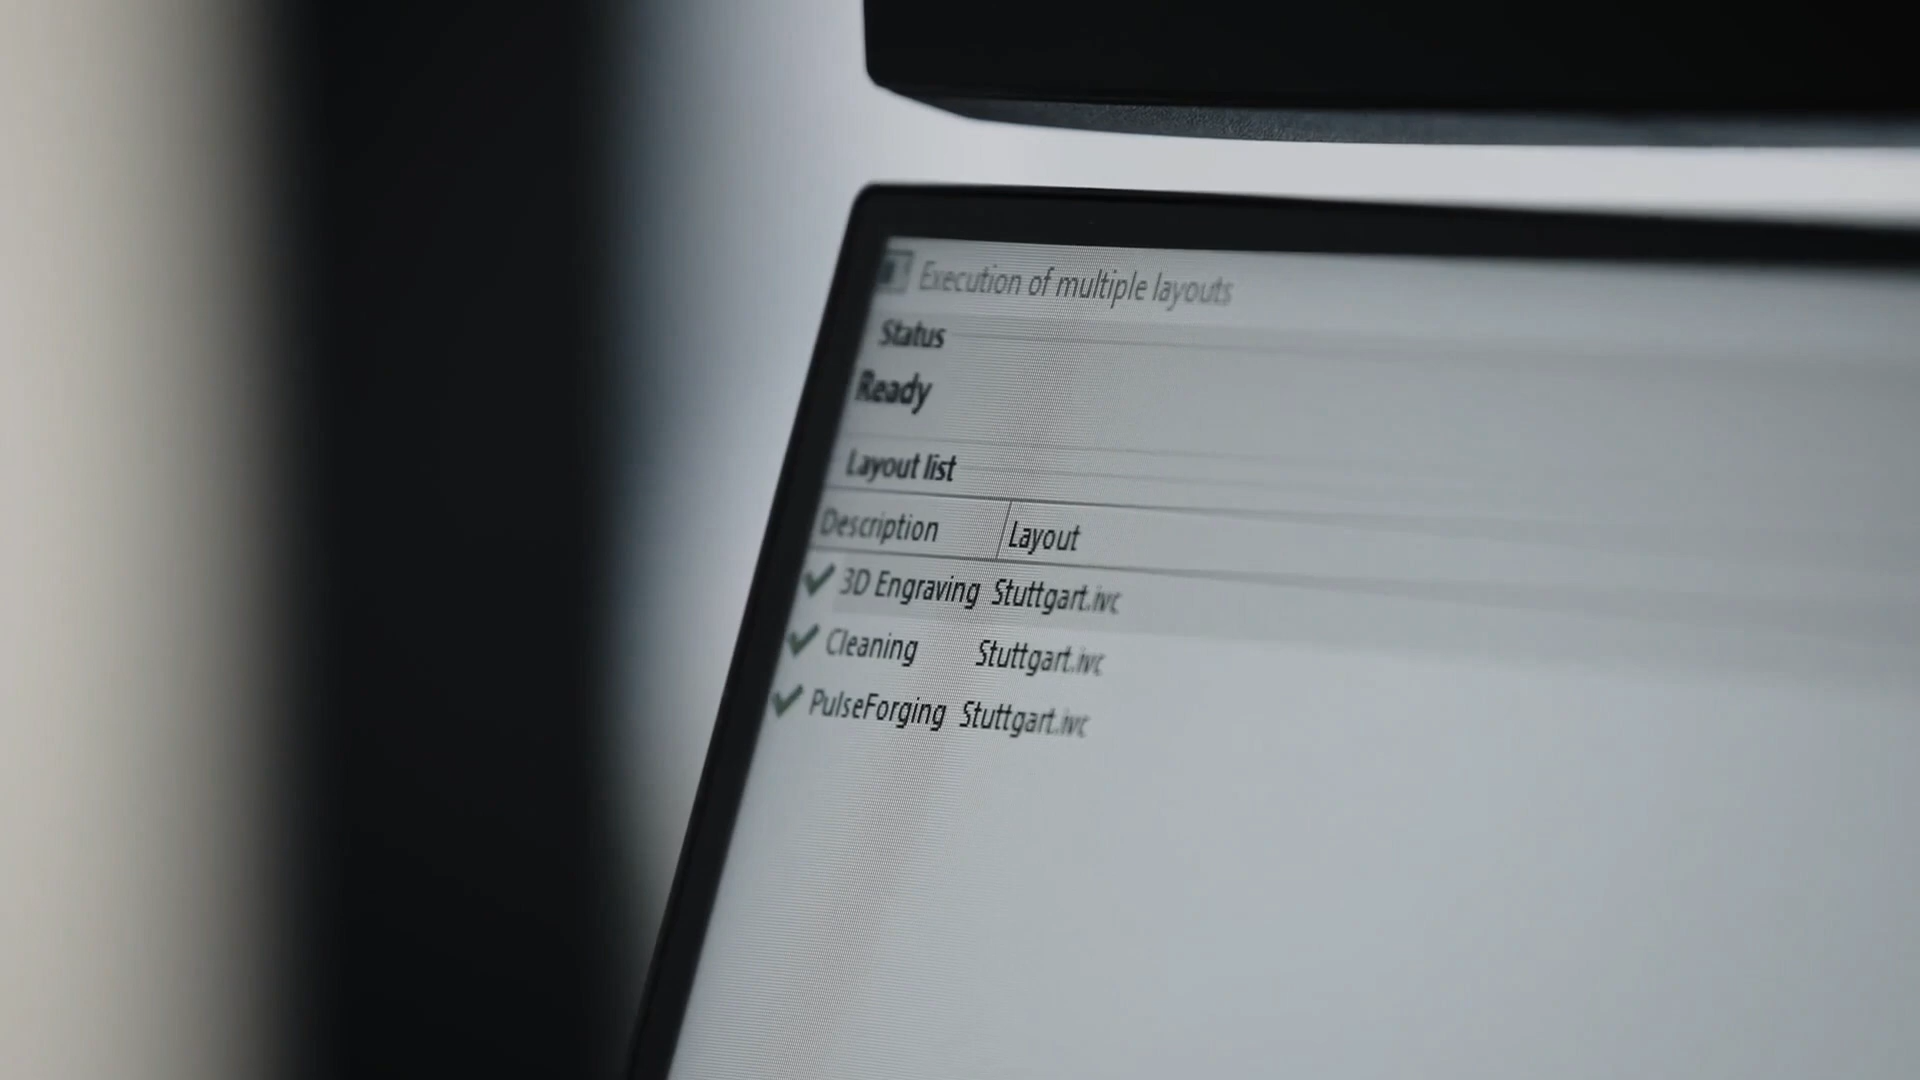 Execution of multiple layouts
Status
Ready
Layout list
Description Layout
3D Engraving Stuttgart.ivc
Cleaning Stuttgart.ivc
PulseForging Stuttgart.ivc